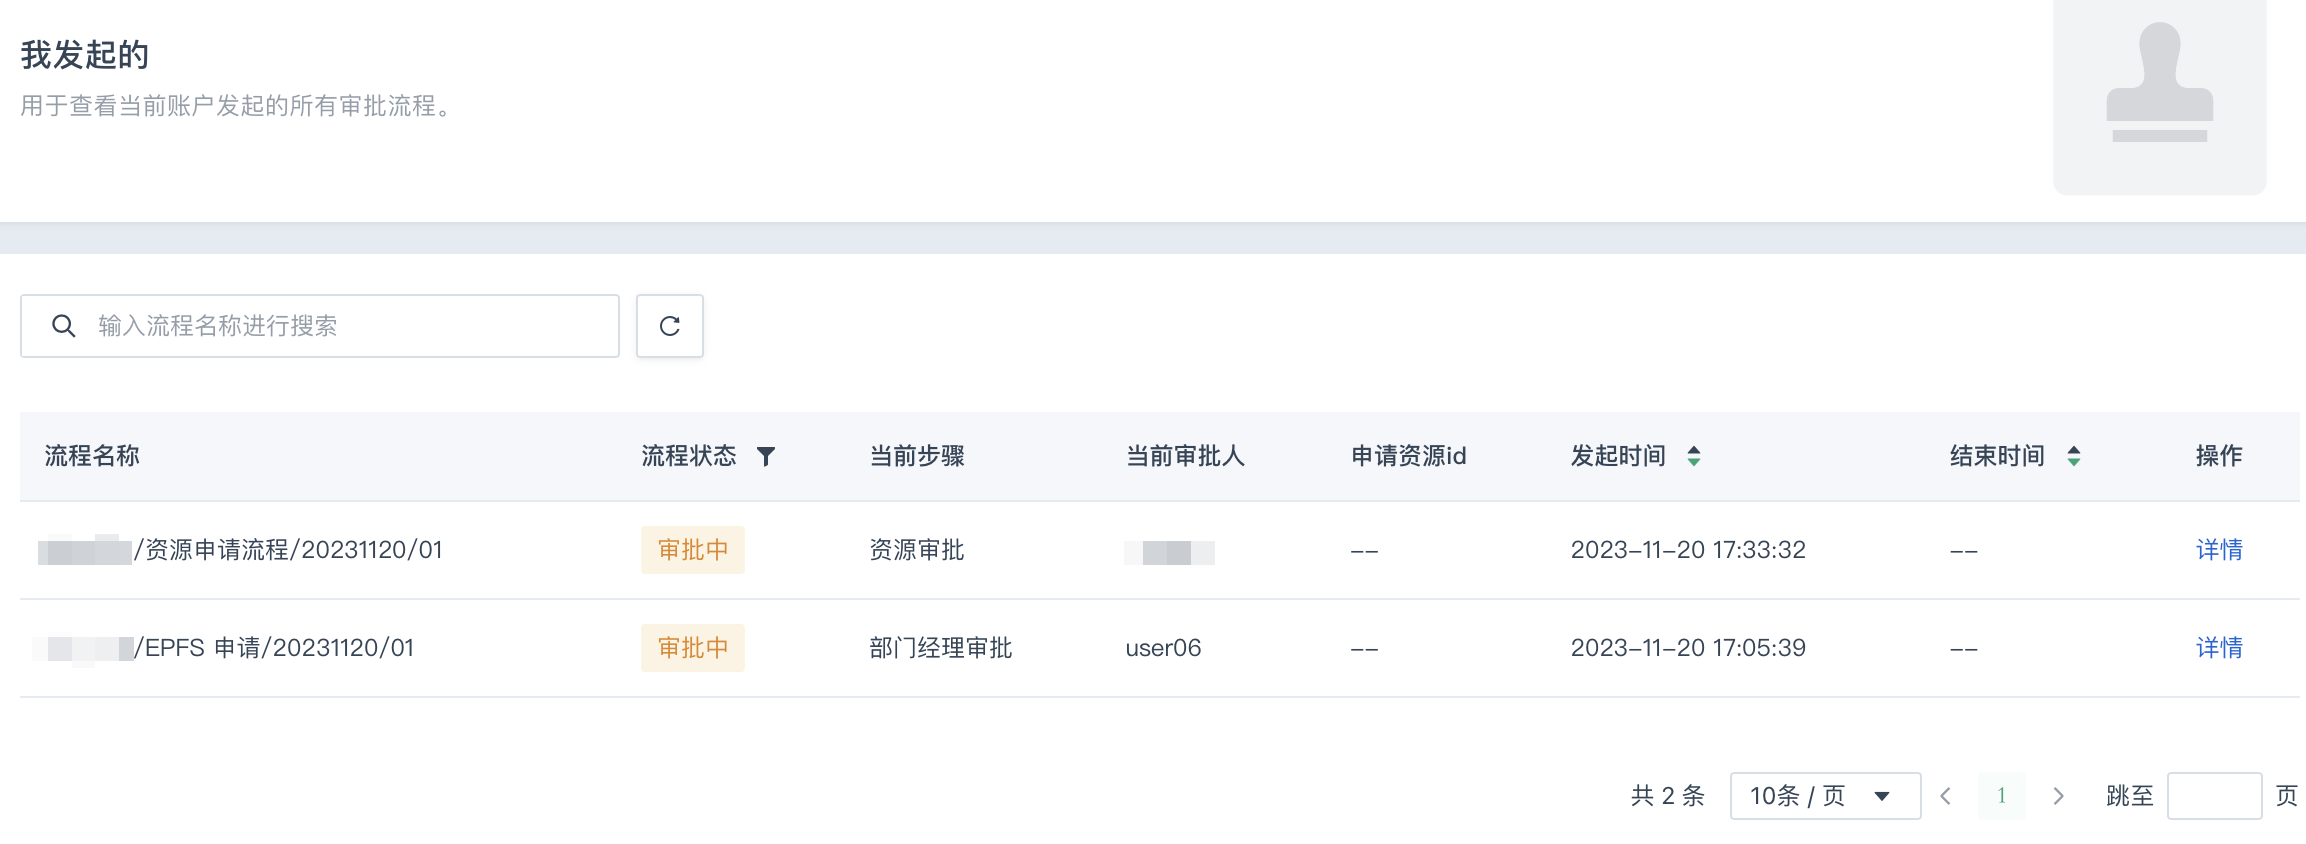 我发起的
用于查看当前账户发起的所有审批流程。
输入流程名称进行搜索
流程名称 流程状态 当前步骤 当前审批人 申请资源id 发起时间 结束时间 操作
/资源申请流程/20231120/01 审批中 资源审批 -- 2023-11-20 17:33:32 -- 详情
/EPFS 申请/20231120/01 审批中 部门经理审批 user06 -- 2023-11-20 17:05:39 -- 详情
共 2 条 10条 / 页 1 跳至 页